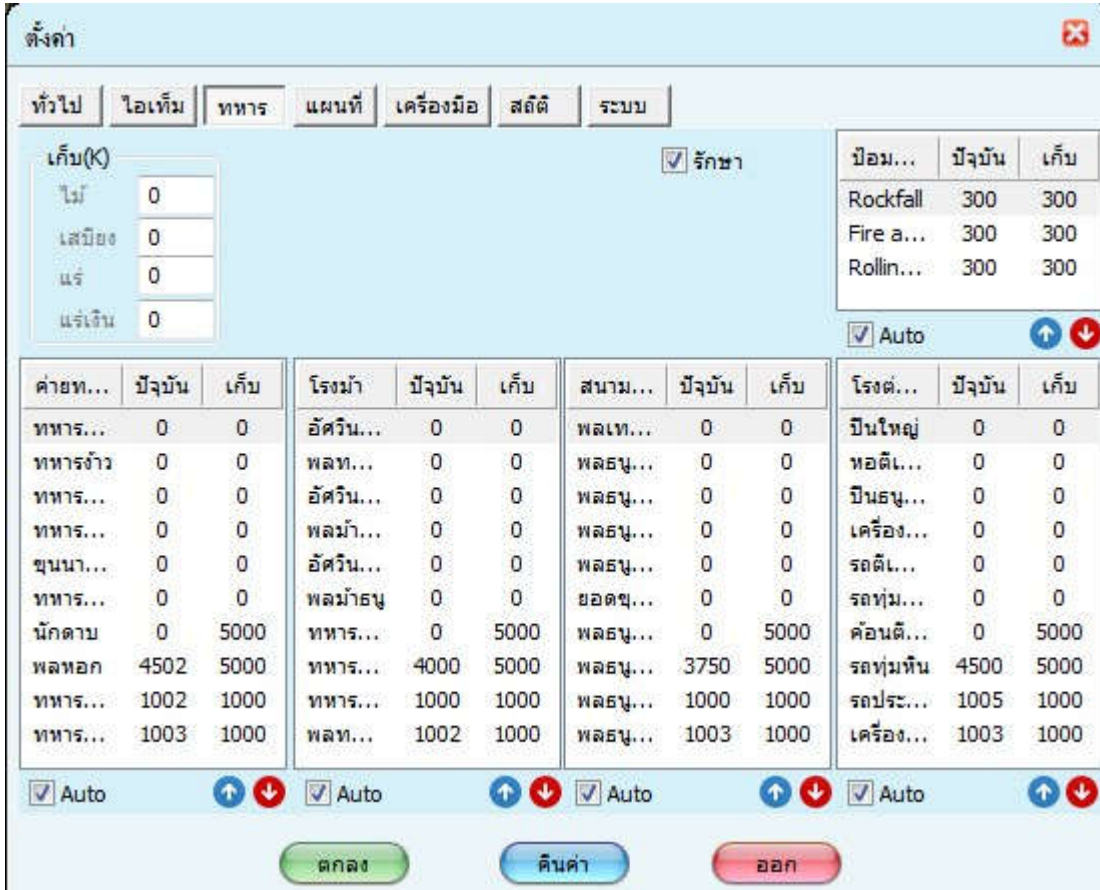 ตั้งค่า
ทั่วไป ไอเท็ม ทหาร แผนที่ เครื่องมือ สถิติ ระบบ
เก็บ(K)
ไม้ 0
เสบียง 0
แร่ 0
แร่เงิน 0
รักษา
ป้อม... ปัจุบัน เก็บ
Rockfall 300 300
Fire a... 300 300
Rollin... 300 300
Auto
ค่ายท... ปัจุบัน เก็บ
ทหาร... 0 0
ทหารง้าว 0 0
ทหาร... 0 0
ทหาร... 0 0
ขุนนา... 0 0
ทหาร... 0 0
นักดาบ 0 5000
พลหอก 4502 5000
ทหาร... 1002 1000
ทหาร... 1003 1000
Auto
โรงม้า ปัจุบัน เก็บ
อัศวิน... 0 0
พลท... 0 0
อัศวิน... 0 0
พลม้า... 0 0
อัศวิน... 0 0
พลม้าธนู 0 0
ทหาร... 0 5000
ทหาร... 4000 5000
ทหาร... 1000 1000
พลท... 1002 1000
Auto
สนาม... ปัจุบัน เก็บ
พลเท... 0 0
พลธนู... 0 0
พลธนู... 0 0
พลธนู... 0 0
พลธนู... 0 0
ยอดขุ... 0 0
พลธนู... 0 5000
พลธนู... 3750 5000
พลธนู... 1000 1000
พลธนู... 1003 1000
Auto
โรงต่... ปัจุบัน เก็บ
ปืนใหญ่ 0 0
หอตีเ... 0 0
ปืนธนู... 0 0
เครื่อง... 0 0
รถตีเ... 0 0
รถทุ่ม... 0 0
ค้อนตี... 0 5000
รถทุ่มหิน 4500 5000
รถประ... 1005 1000
เครื่อง... 1003 1000
Auto
ตกลง คืนค่า ออก